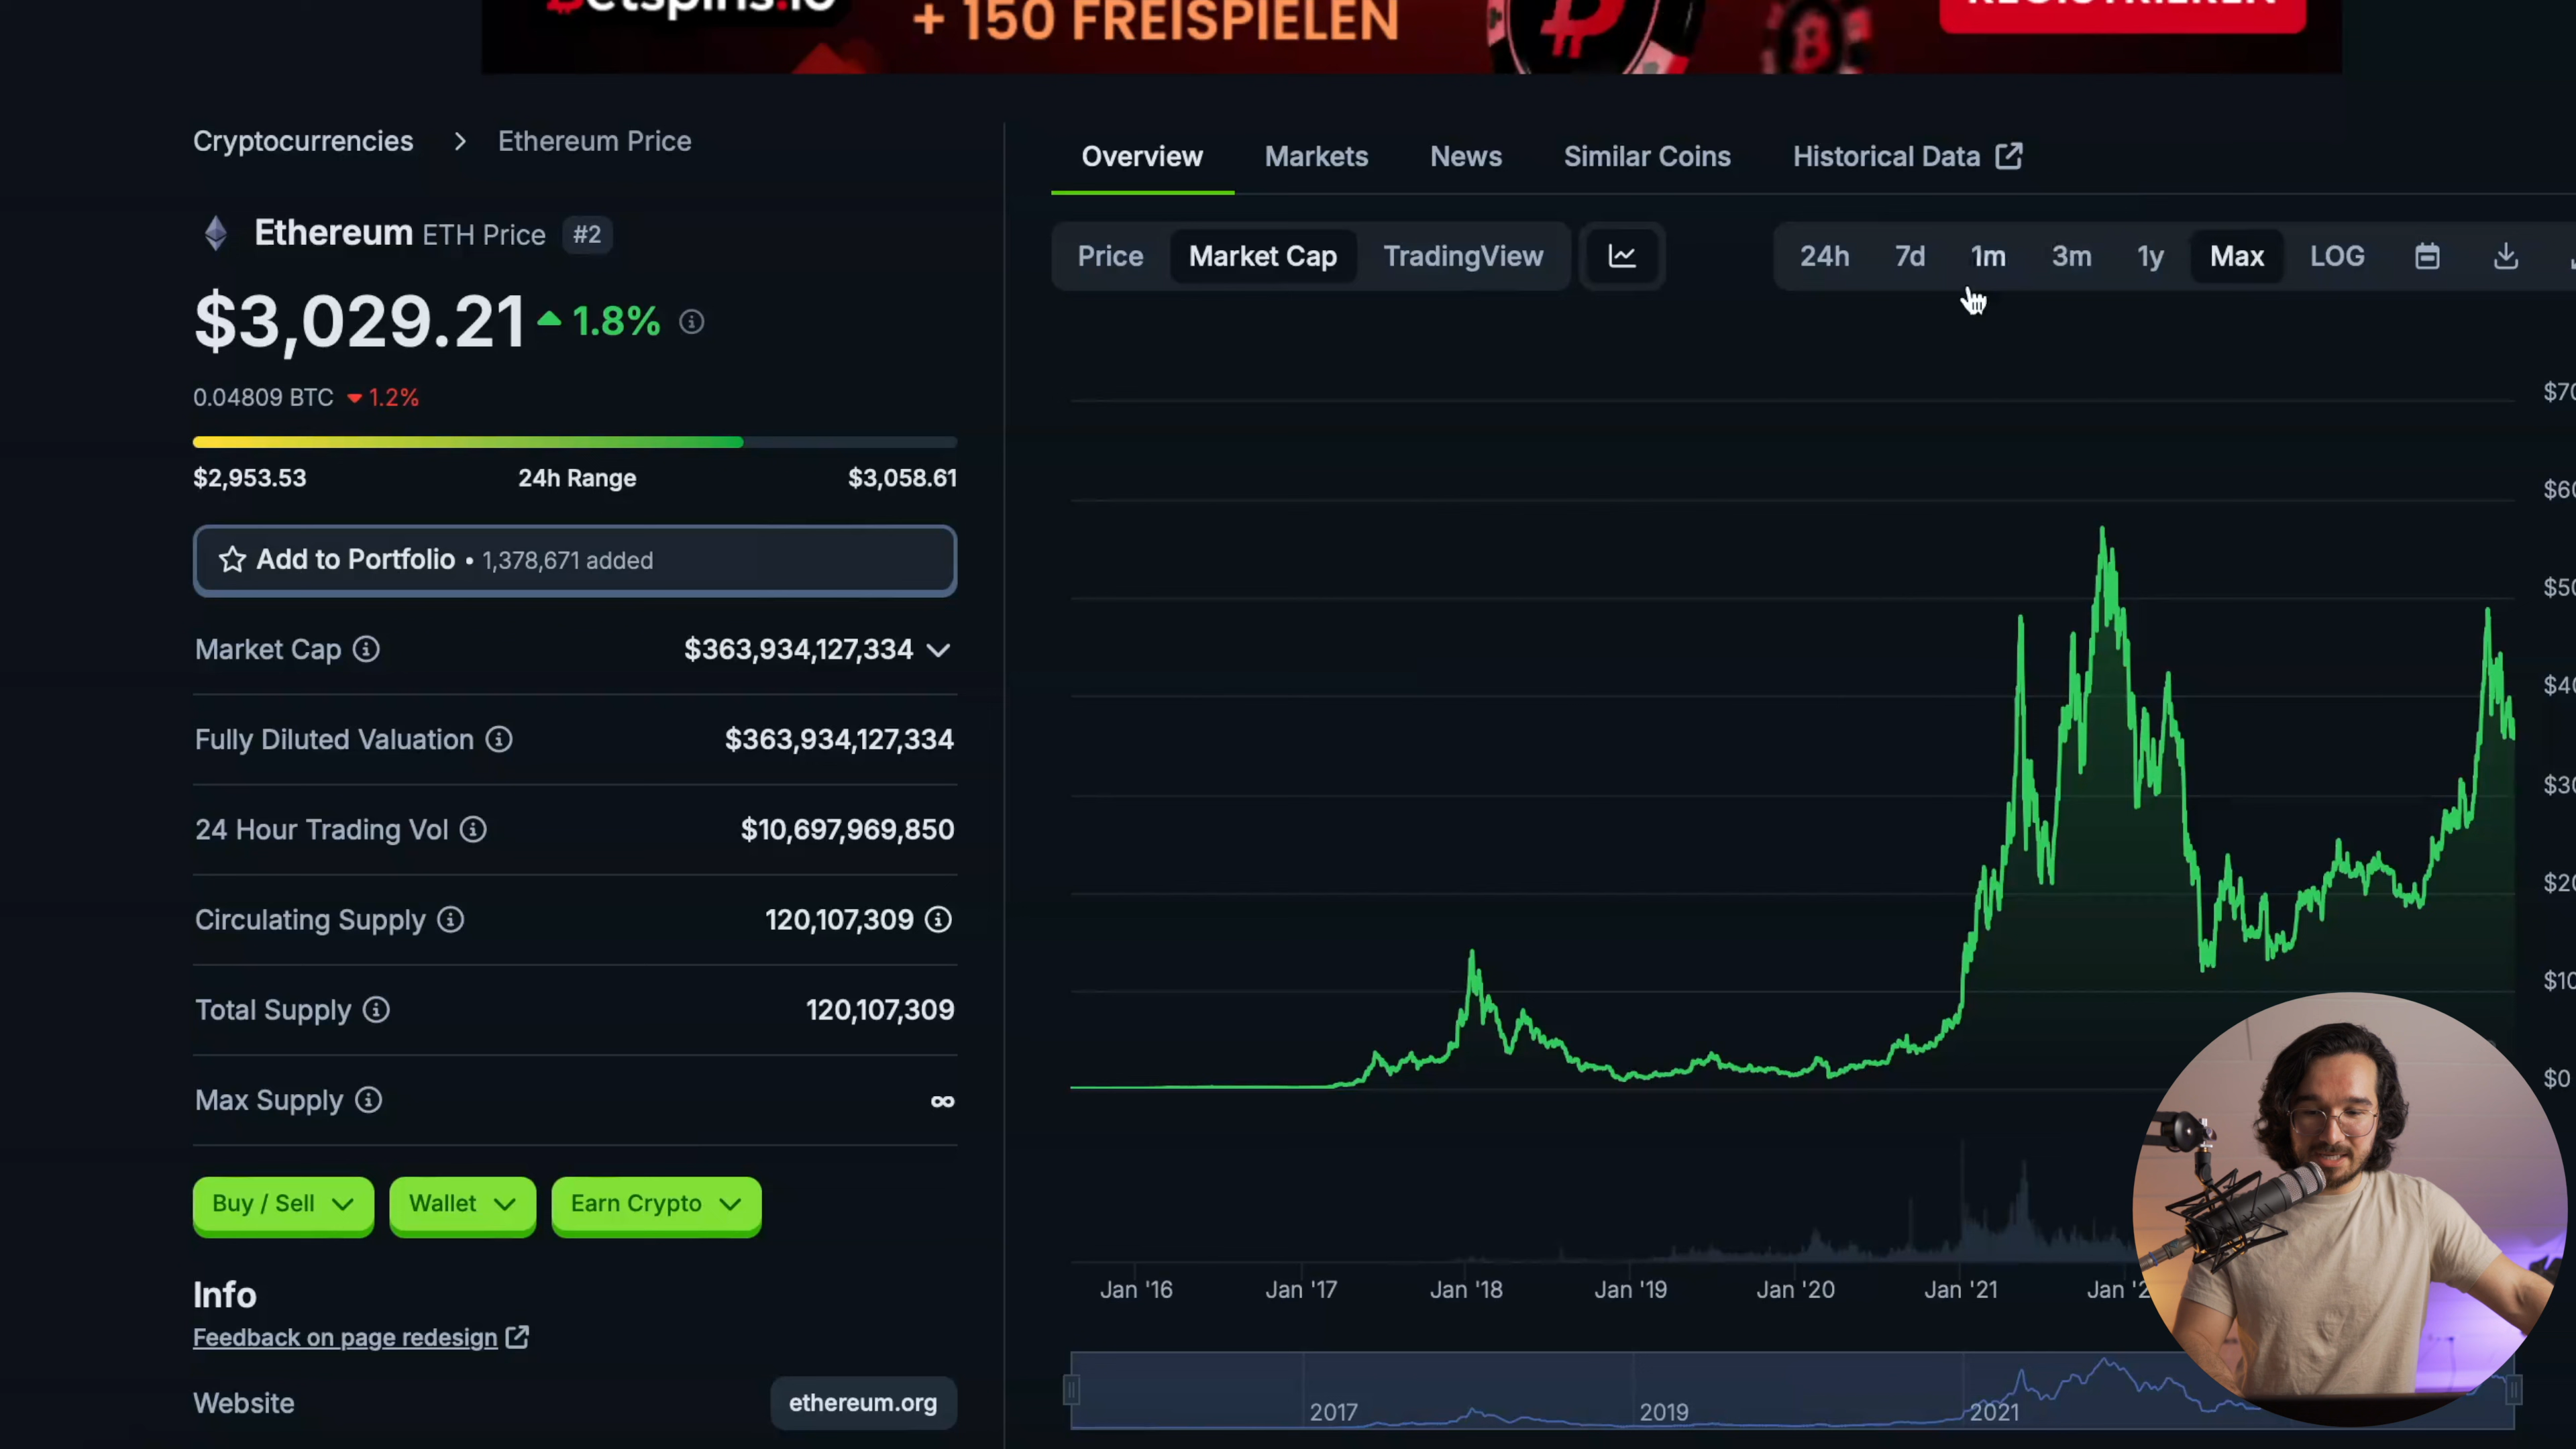 + 150 FREISPIELEN
Cryptocurrencies > Ethereum Price
Ethereum ETH Price #2
$3,029.21 1.8%
0.04809 BTC 1.2%
$2,953.53 24h Range $3,058.61
Add to Portfolio • 1,378,671 added
Market Cap $363,934,127,334
Fully Diluted Valuation $363,934,127,334
24 Hour Trading Vol $10,697,969,850
Circulating Supply 120,107,309
Total Supply 120,107,309
Max Supply ∞
Buy / Sell Wallet Earn Crypto
Info
Feedback on page redesign
Website ethereum.org
Overview Markets News Similar Coins Historical Data
Price Market Cap TradingView 24h 7d 1m 3m 1y Max LOG
$0
Jan '16 Jan '17 Jan '18 Jan '19 Jan '20 Jan '21
2017 2019 2021